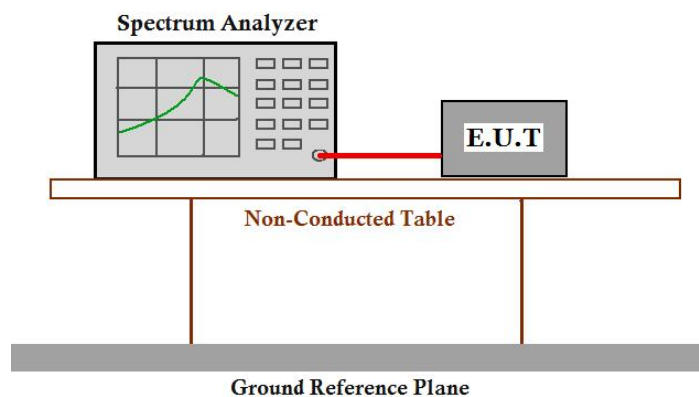 Spectrum Analyzer
E.U.T
Non-Conducted Table
Ground Reference Plane